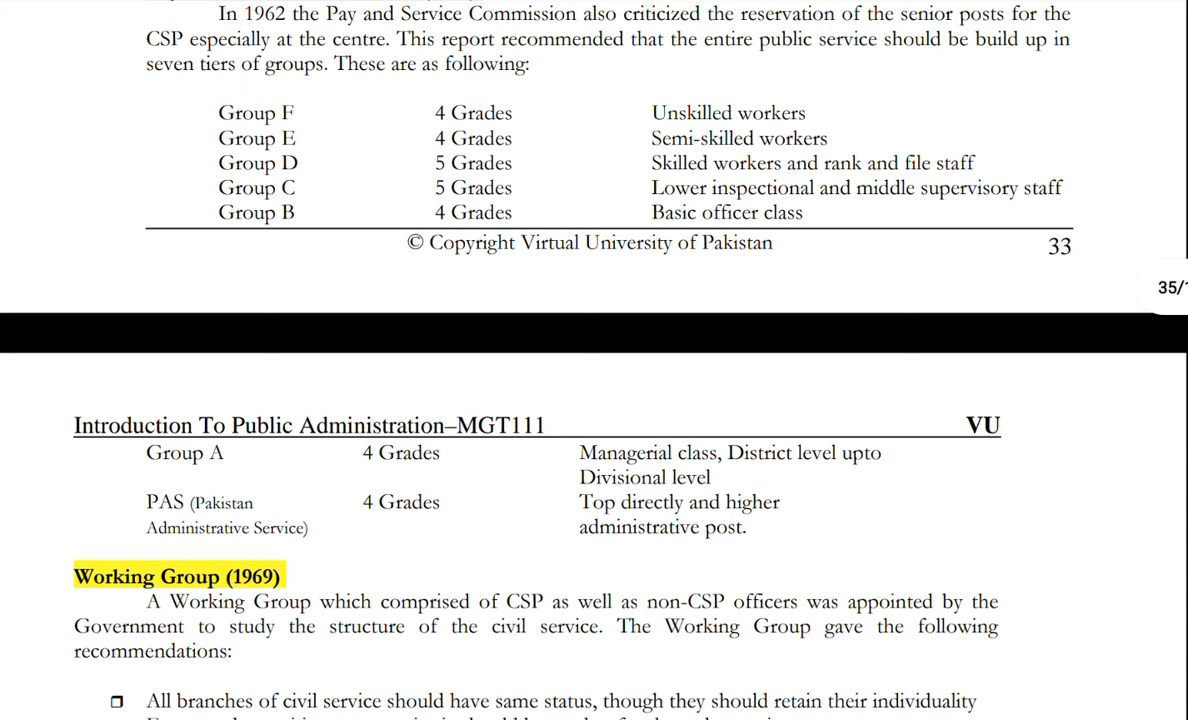 In 1962 the Pay and Service Commission also criticized the reservation of the senior posts for the
CSP especially at the centre. This report recommended that the entire public service should be build up in
seven tiers of groups. These are as following:
Group F 4 Grades Unskilled workers
Group E 4 Grades Semi-skilled workers
Group D 5 Grades Skilled workers and rank and file staff
Group C 5 Grades Lower inspectional and middle supervisory staff
Group B 4 Grades Basic officer class
© Copyright Virtual University of Pakistan 33
35/
Introduction To Public Administration–MGT111 VU
Group A 4 Grades Managerial class, District level upto
Divisional level
PAS (Pakistan 4 Grades Top directly and higher
Administrative Service) administrative post.
Working Group (1969)
A Working Group which comprised of CSP as well as non-CSP officers was appointed by the
Government to study the structure of the civil service. The Working Group gave the following
recommendations:
All branches of civil service should have same status, though they should retain their individuality